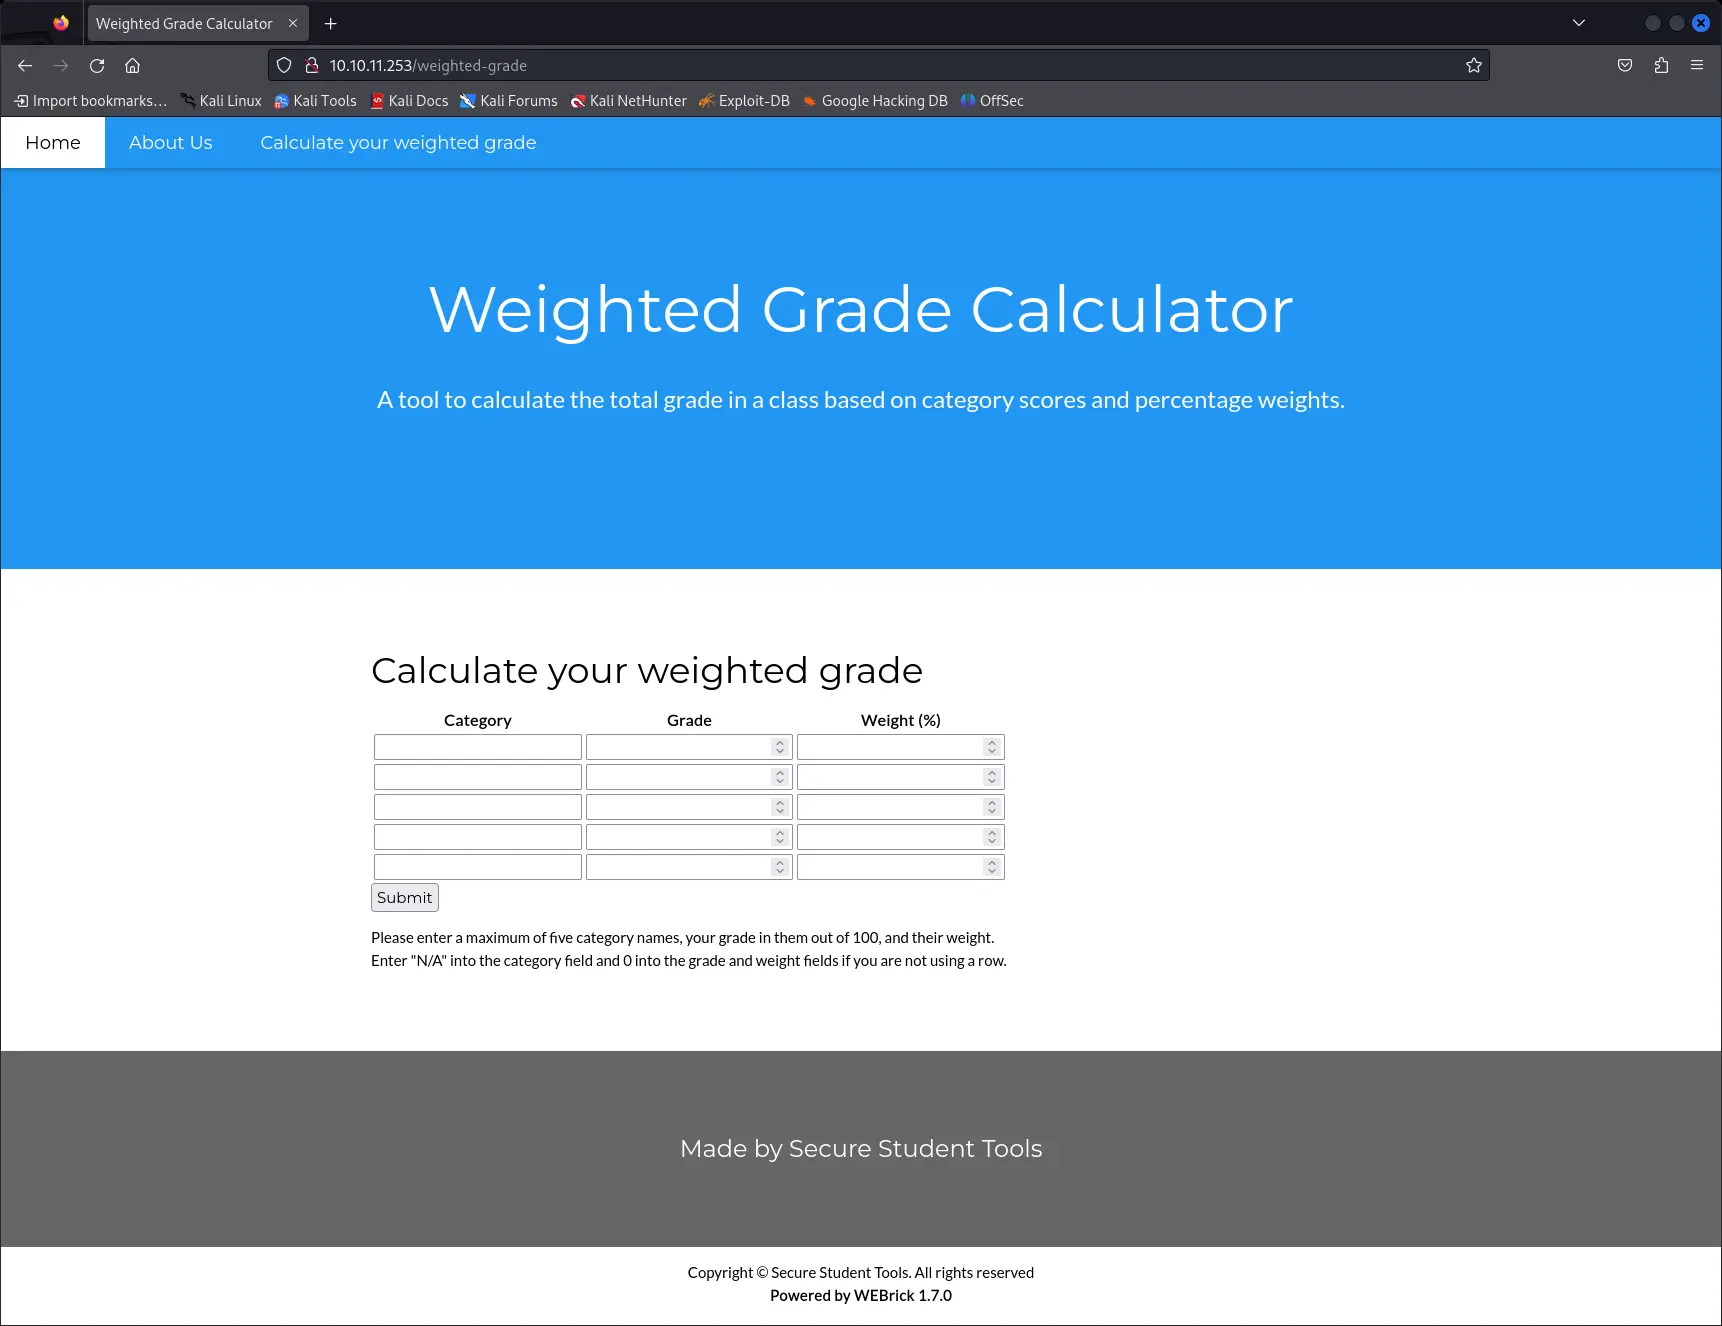 Weighted Grade Calculator
10.10.11.253/weighted-grade
Import bookmarks... Kali Linux Kali Tools Kali Docs Kali Forums Kali NetHunter Exploit-DB Google Hacking DB OffSec
Home About Us Calculate your weighted grade
Weighted Grade Calculator
A tool to calculate the total grade in a class based on category scores and percentage weights.
Calculate your weighted grade
Category Grade Weight (%)
Submit
Please enter a maximum of five category names, your grade in them out of 100, and their weight.
Enter "N/A" into the category field and 0 into the grade and weight fields if you are not using a row.
Made by Secure Student Tools
Copyright © Secure Student Tools. All rights reserved
Powered by WEBrick 1.7.0